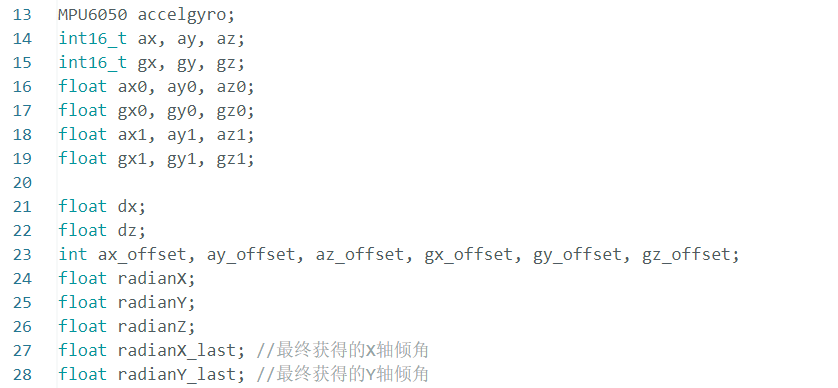 13 MPU6050 accelgyro;
14 int16_t ax, ay, az;
15 int16_t gx, gy, gz;
16 float ax0, ay0, az0;
17 float gx0, gy0, gz0;
18 float ax1, ay1, az1;
19 float gx1, gy1, gz1;
20
21 float dx;
22 float dz;
23 int ax_offset, ay_offset, az_offset, gx_offset, gy_offset, gz_offset;
24 float radianX;
25 float radianY;
26 float radianZ;
27 float radianX_last; //最终获得的X轴倾角
28 float radianY_last; //最终获得的Y轴倾角